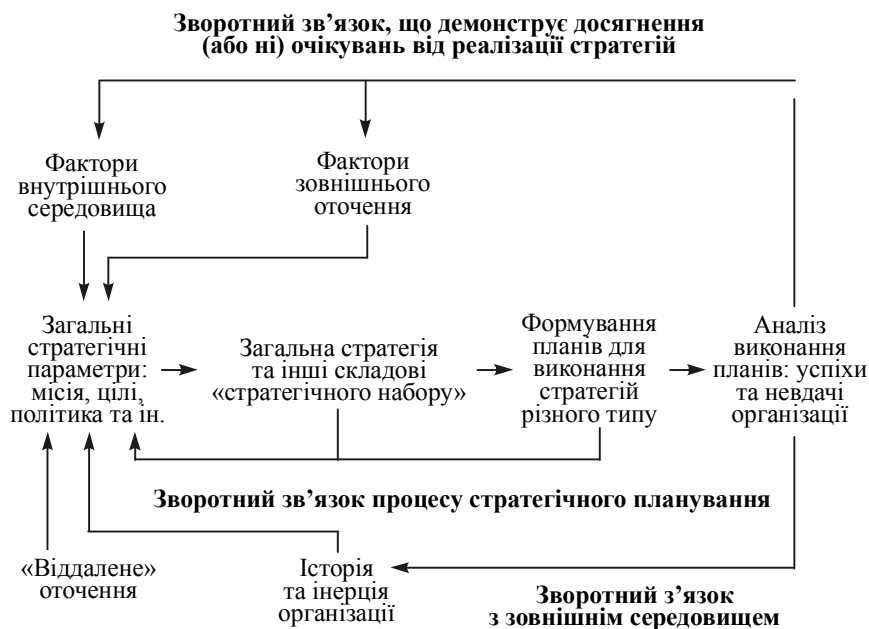 Зворотний зв’язок, що демонструє досягнення
(або ні) очікувань від реалізації стратегій
Фактори
внутрішнього
середовища
Фактори
зовнішнього
оточення
Загальні
стратегічні
параметри:
місія, цілі,
політика та ін.
Загальна стратегія
та інші складові
«стратегічного набору»
Формування
планів для
виконання
стратегій
різного типу
Аналіз
виконання
планів: успіхи
та невдачі
організації
Зворотний зв’язок процесу стратегічного планування
«Віддалене»
оточення
Історія
та інерція
організації
Зворотний з’язок
з зовнішнім середовищем